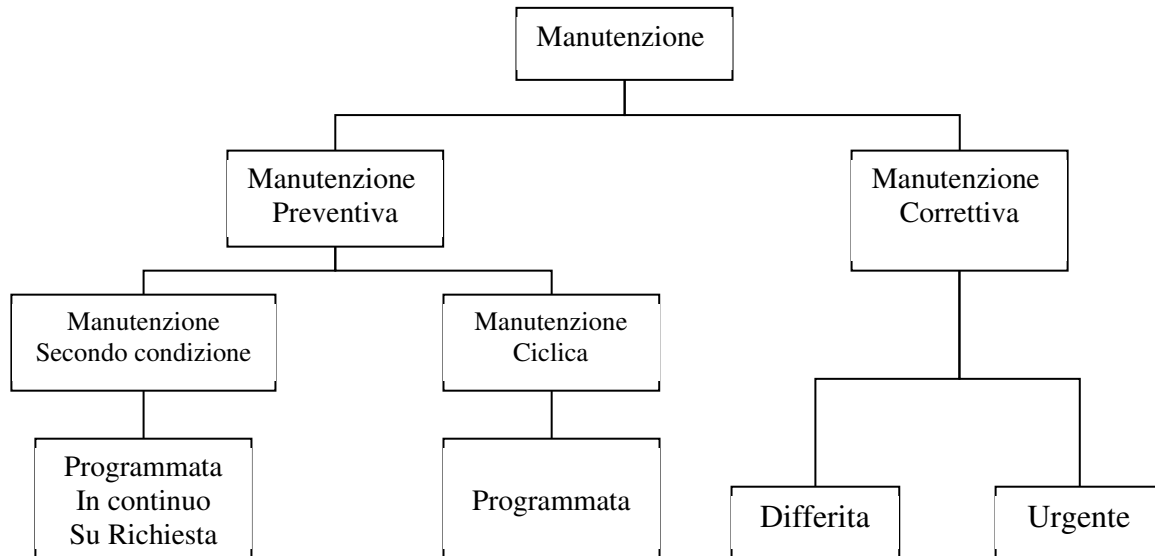 Manutenzione
Manutenzione
Preventiva
Manutenzione
Correttiva
Manutenzione
Secondo condizione
Manutenzione
Ciclica
Programmata
In continuo
Su Richiesta
Programmata
Differita
Urgente